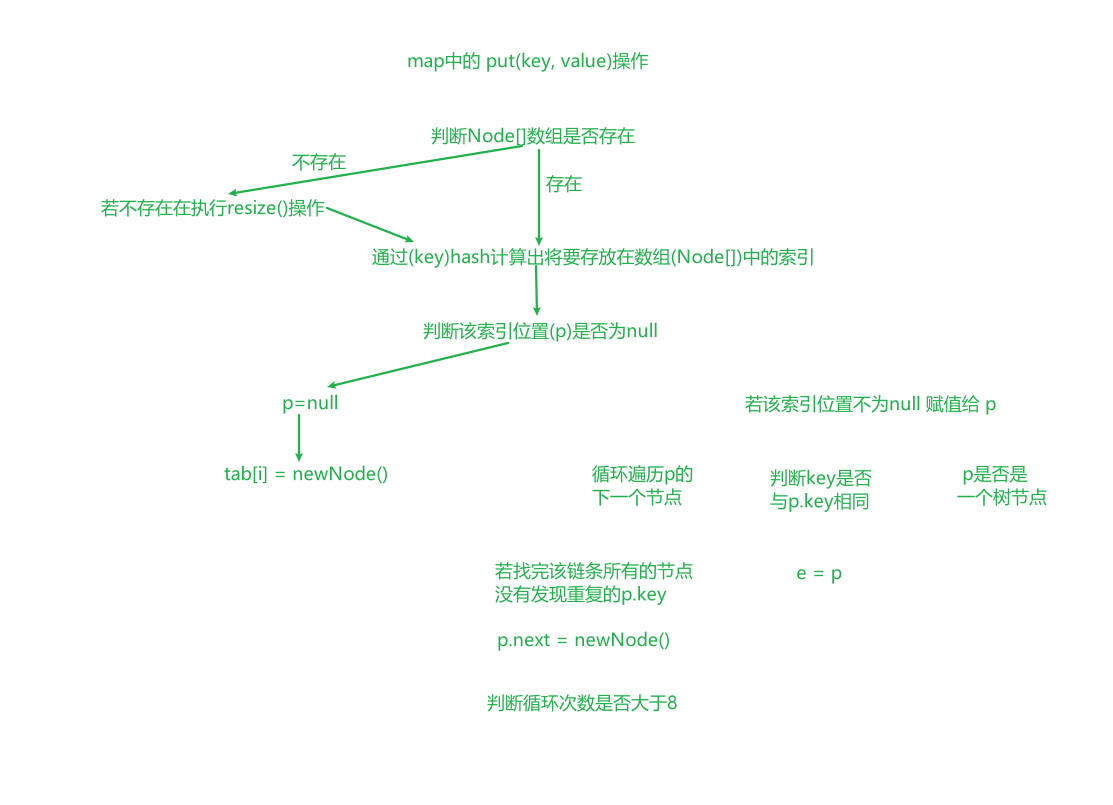 map中的 put(key, value)操作
判断Node[]数组是否存在
不存在
存在
若不存在在执行resize()操作
通过(key)hash计算出将要存放在数组(Node[])中的索引
判断该索引位置(p)是否为null
p=null
若该索引位置不为null 赋值给 p
tab[i] = newNode()
循环遍历p的
下一个节点
判断key是否
与p.key相同
p是否是
一个树节点
若找完该链条所有的节点
没有发现重复的p.key
e = p
p.next = newNode()
判断循环次数是否大于8